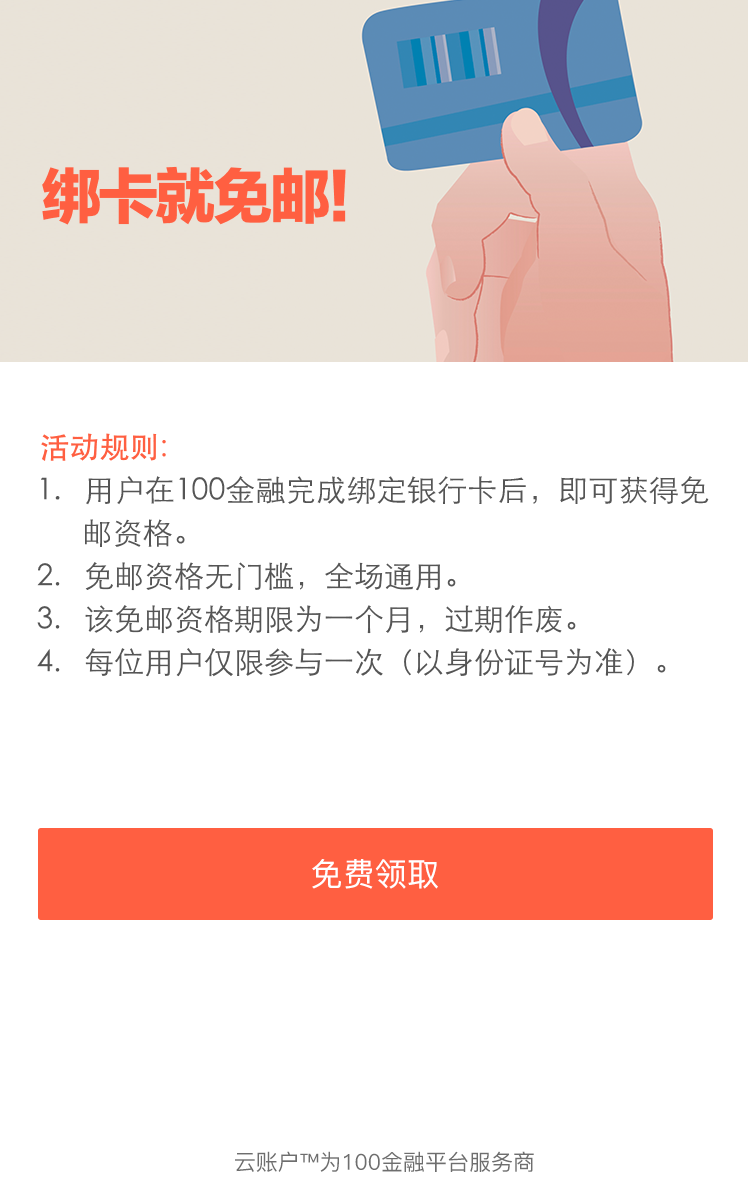 绑卡就免邮!
活动规则:
1. 用户在100金融完成绑定银行卡后，即可获得免
邮资格。
2. 免邮资格无门槛，全场通用。
3. 该免邮资格期限为一个月，过期作废。
4. 每位用户仅限参与一次（以身份证号为准）。
免费领取
云账户™为100金融平台服务商